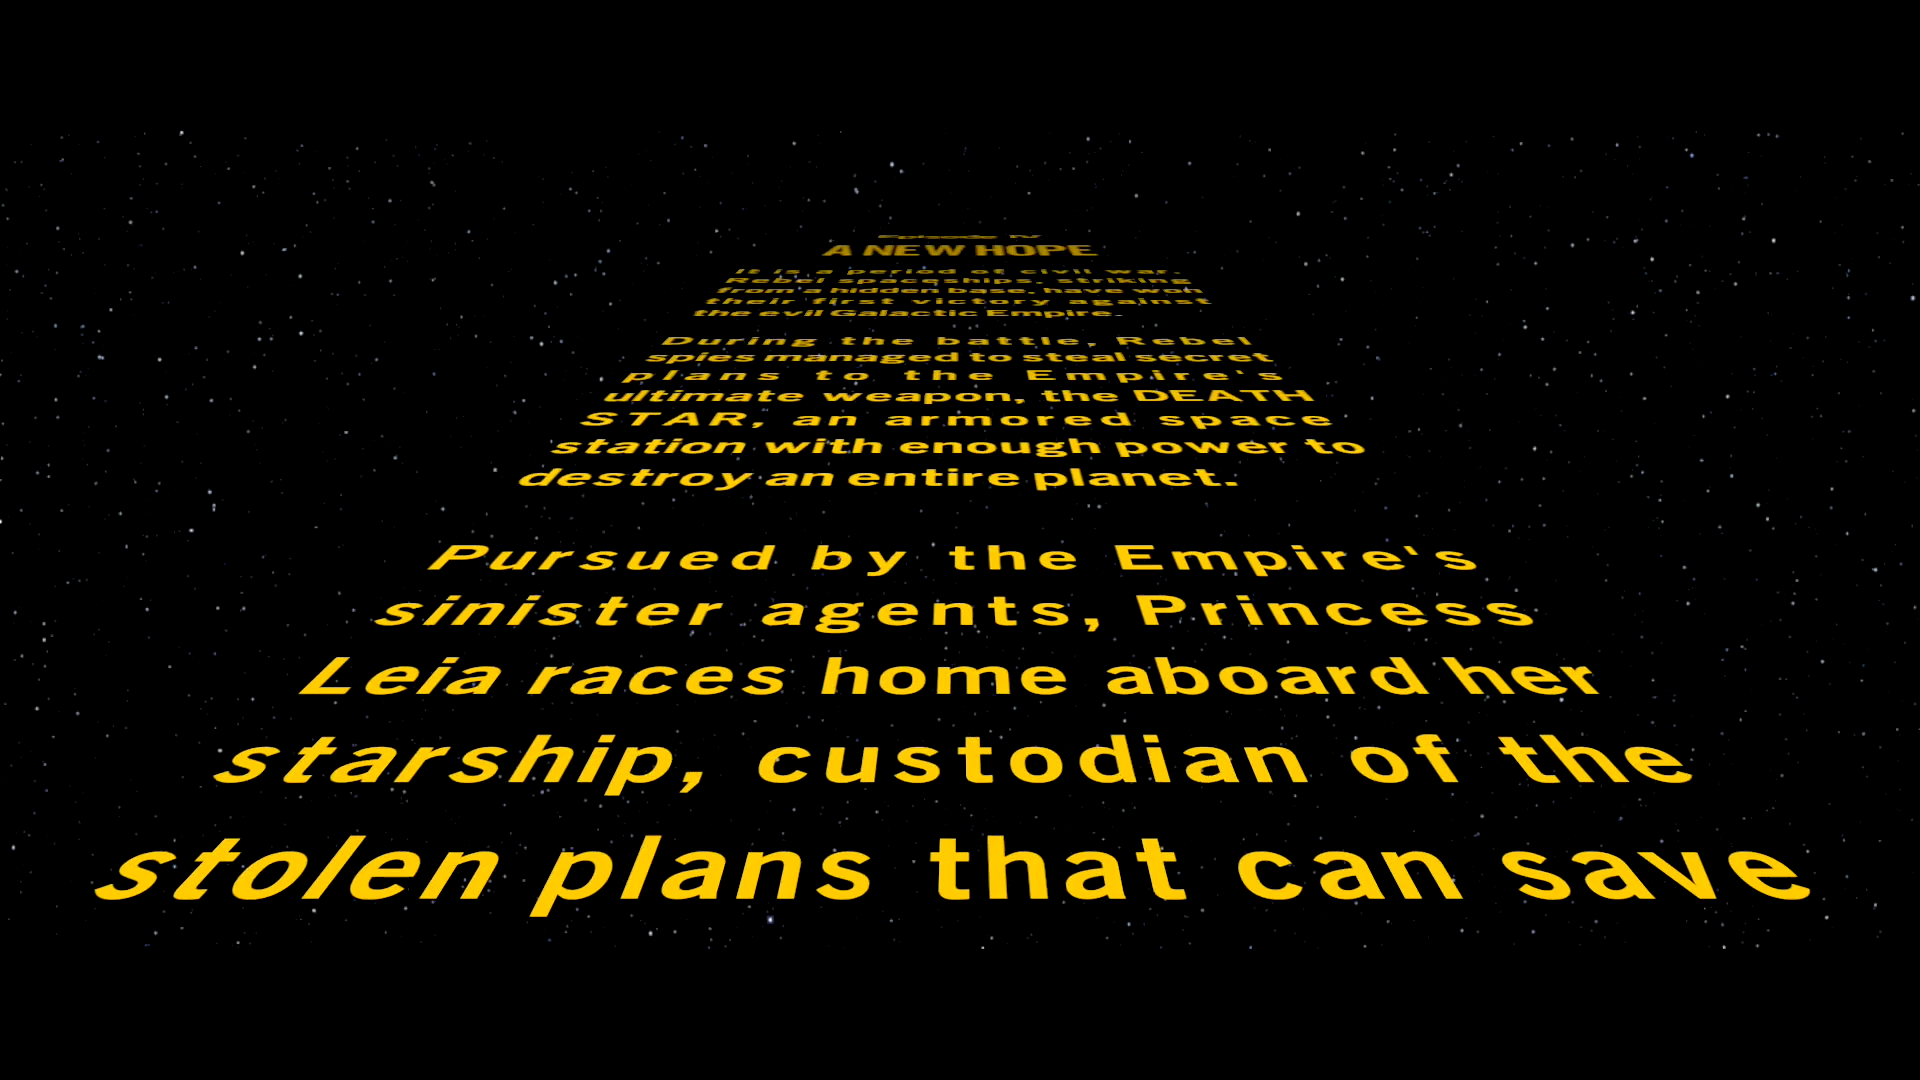 Episode IV
A NEW HOPE
It is a period of civil war.
Rebel spaceships, striking
from a hidden base, have won
their first victory against
the evil Galactic Empire.
During the battle, Rebel
spies managed to steal secret
plans to the Empire's
ultimate weapon, the DEATH
STAR, an armored space
station with enough power to
destroy an entire planet.
Pursued by the Empire's
sinister agents, Princess
Leia races home aboard her
starship, custodian of the
stolen plans that can save